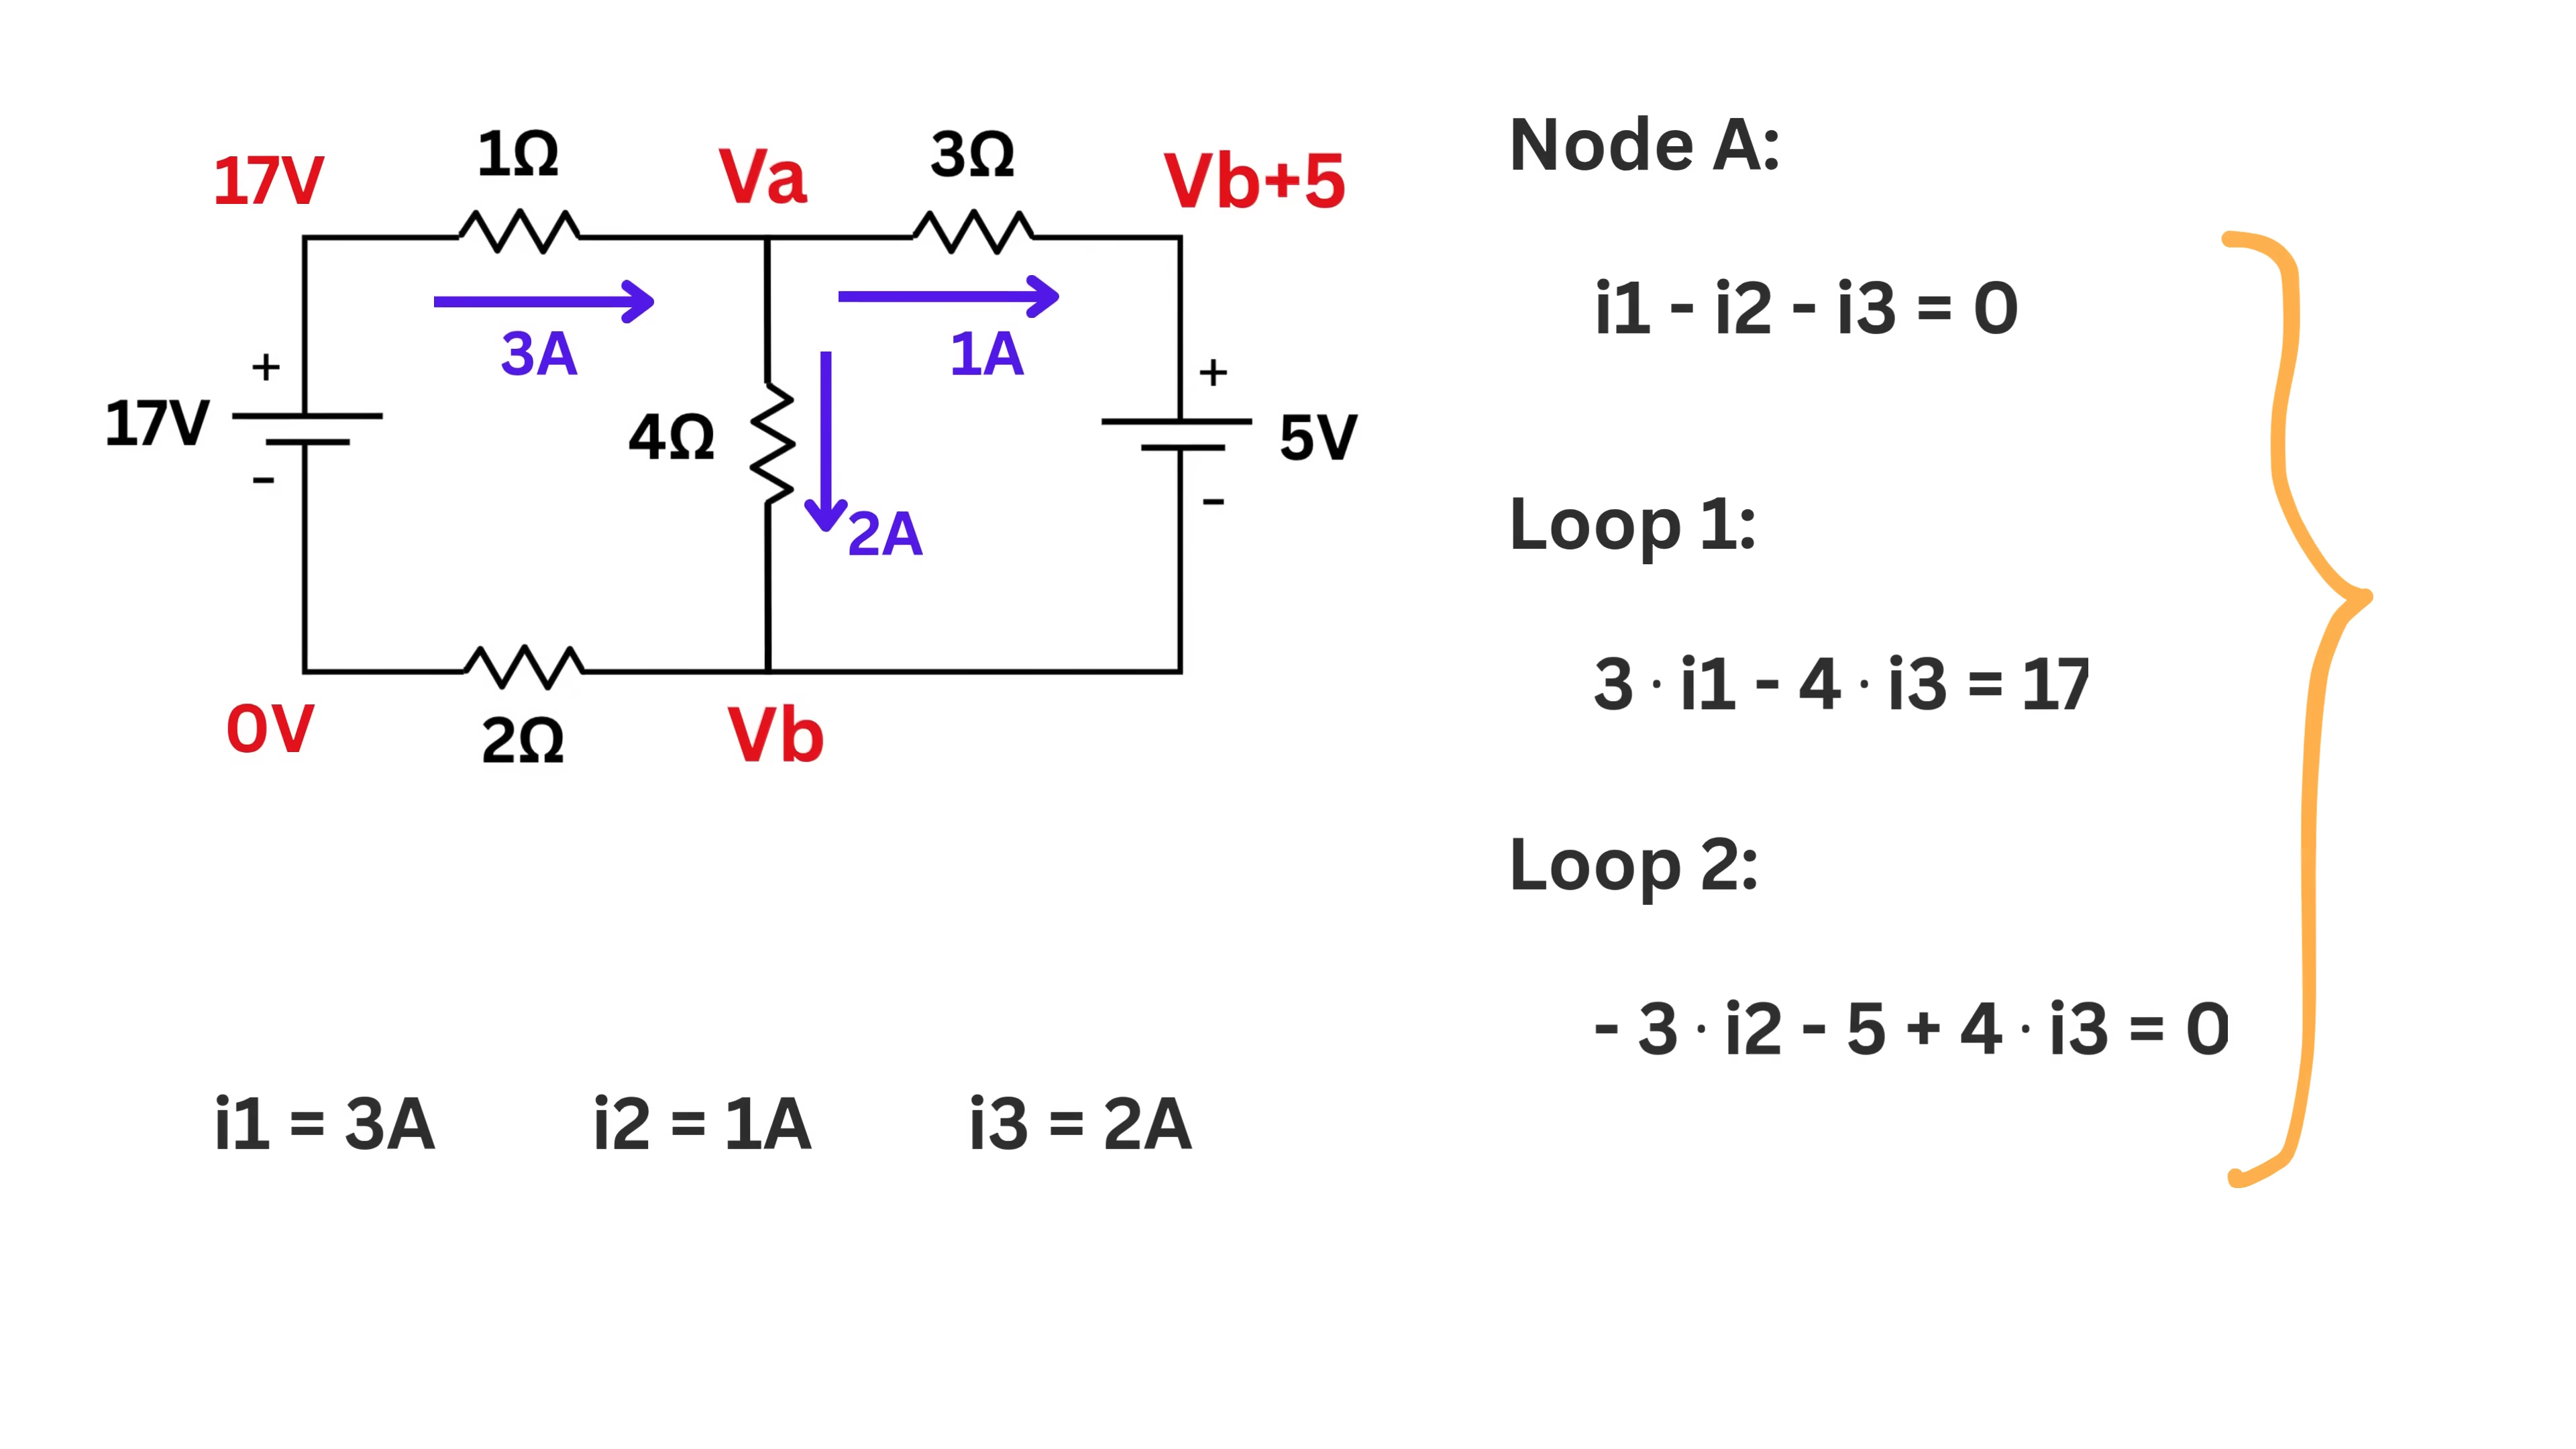 1Ω
3Ω
17V
Va
Vb+5
3A
1A
+
+
17V
4Ω
5V
-
-
2A
0V
2Ω
Vb
i1 = 3A
i2 = 1A
i3 = 2A
Node A:
i1 - i2 - i3 = 0
Loop 1:
3 · i1 - 4 · i3 = 17
Loop 2:
- 3 · i2 - 5 + 4 · i3 = 0